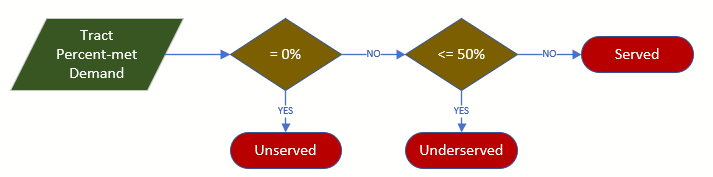 Tract
Percent-met
Demand
= 0%
NO
<= 50%
NO
Served
YES
YES
Unserved
Underserved